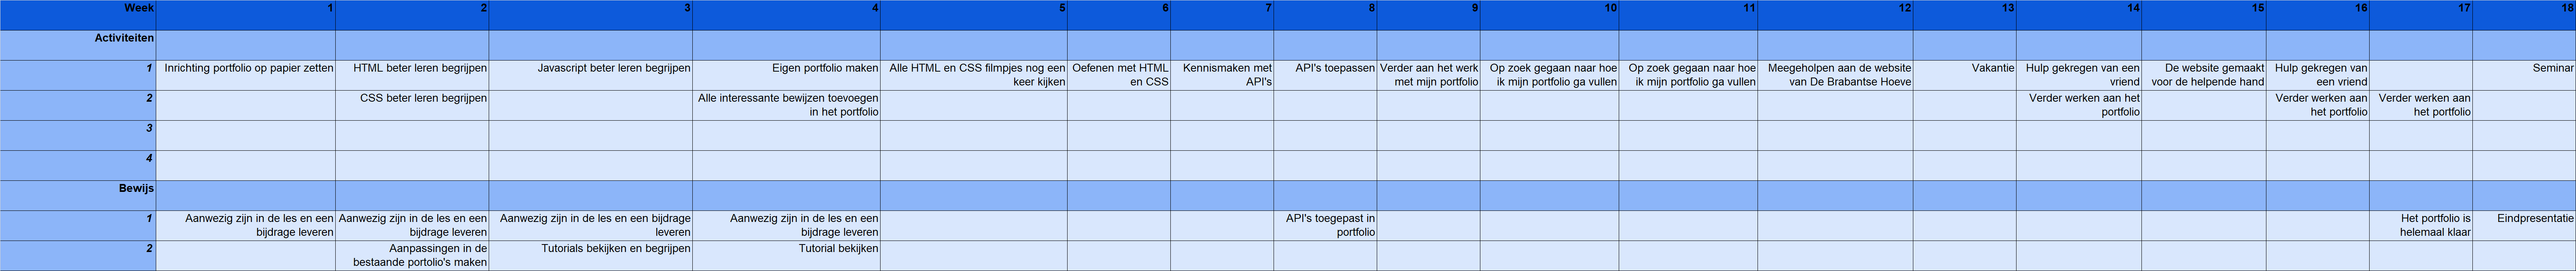 Week 1 2 3 4 5 6 7 8 9 10 11 12 13 14 15 16 17 18
Activiteiten
1 Inrichting portfolio op papier zetten HTML beter leren begrijpen Javascript beter leren begrijpen Eigen portfolio maken Alle HTML en CSS filmpjes nog een Oefenen met HTML Kennismaken met API's toepassen Verder aan het werk Op zoek gegaan naar hoe Op zoek gegaan naar hoe Meegeholpen aan de website Vakantie Hulp gekregen van een De website gemaakt Hulp gekregen van Seminar
keer kijken en CSS API's met mijn portfolio ik mijn portfolio ga vullen ik mijn portfolio ga vullen van De Brabantse Hoeve vriend voor de helpende hand een vriend
2 CSS beter leren begrijpen Alle interessante bewijzen toevoegen Verder werken aan het Verder werken aan Verder werken aan
in het portfolio portfolio het portfolio het portfolio
3
4
Bewijs
1 Aanwezig zijn in de les en een Aanwezig zijn in de les en een Aanwezig zijn in de les en een bijdrage Aanwezig zijn in de les en een API's toegepast in Het portfolio is Eindpresentatie
bijdrage leveren bijdrage leveren leveren bijdrage leveren portfolio helemaal klaar
2 Aanpassingen in de Tutorials bekijken en begrijpen Tutorial bekijken
bestaande portolio's maken